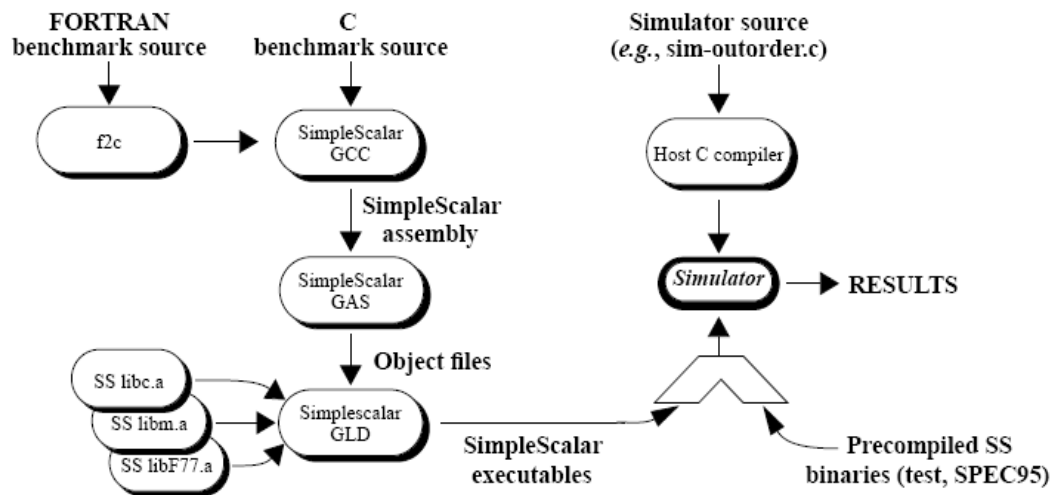 FORTRAN
benchmark source
C
benchmark source
Simulator source
(e.g., sim-outorder.c)
f2c
SimpleScalar
GCC
Host C compiler
SimpleScalar
assembly
SimpleScalar
GAS
Simulator
RESULTS
Object files
SS libc.a
SS libm.a
SS libF77.a
Simplescalar
GLD
SimpleScalar
executables
Precompiled SS
binaries (test, SPEC95)